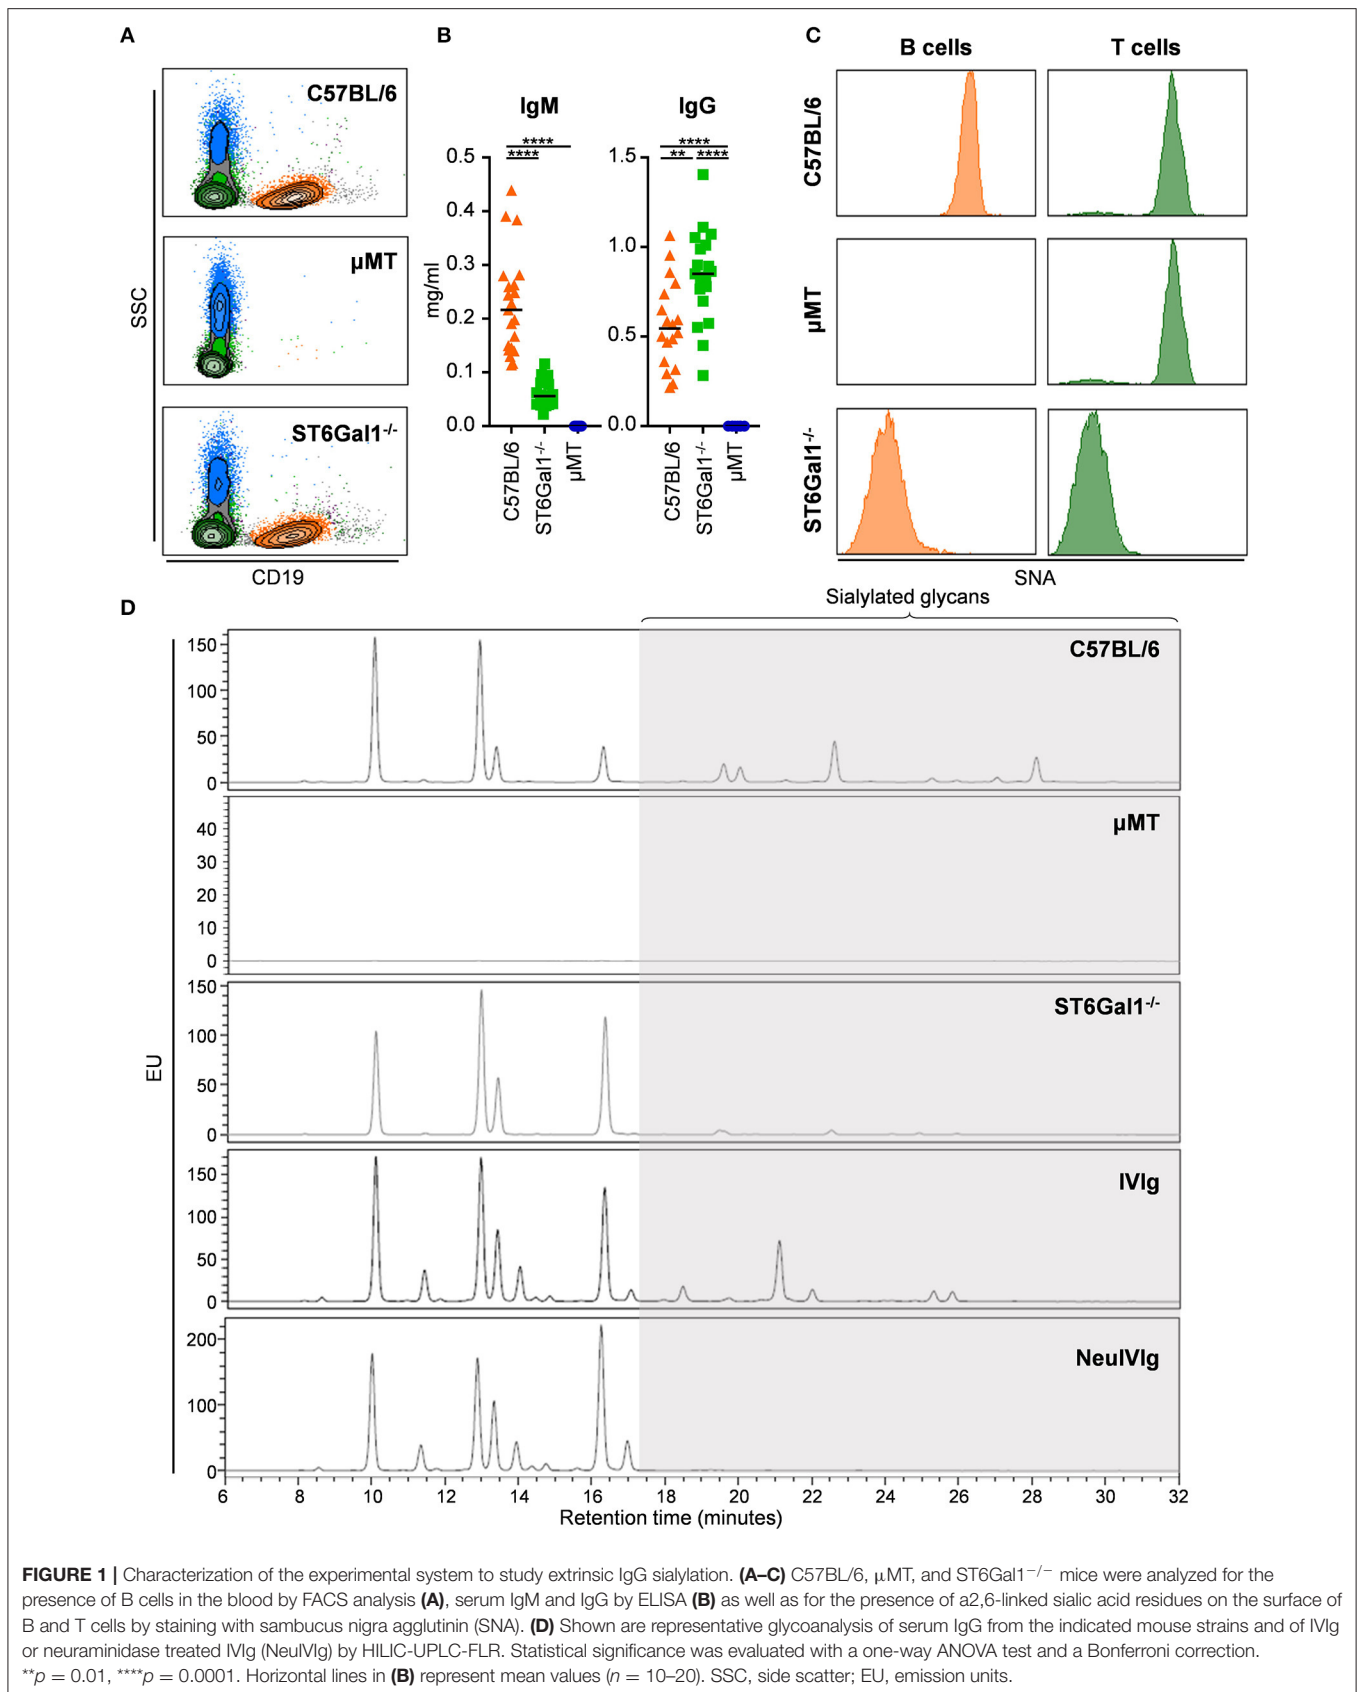 A
B
C
B cells
T cells
C57BL/6
µMT
ST6Gal1-/-
SSC
CD19
IgM
IgG
****
****
****
** ****
mg/ml
0.5
0.4
0.3
0.2
0.1
0.0
1.5
1.0
0.5
0.0
C57BL/6
ST6Gal1-/-
µMT
C57BL/6
ST6Gal1-/-
µMT
C57BL/6
µMT
ST6Gal1-/-
SNA
D
Sialylated glycans
EU
C57BL/6
150
100
50
0
µMT
40
30
20
10
0
ST6Gal1-/-
150
100
50
0
IVIg
150
100
50
0
NeuIVIg
200
100
0
6 8 10 12 14 16 18 20 22 24 26 28 30 32
Retention time (minutes)
FIGURE 1 | Characterization of the experimental system to study extrinsic IgG sialylation. (A–C) C57BL/6, µMT, and ST6Gal1−/− mice were analyzed for the
presence of B cells in the blood by FACS analysis (A), serum IgM and IgG by ELISA (B) as well as for the presence of a2,6-linked sialic acid residues on the surface of
B and T cells by staining with sambucus nigra agglutinin (SNA). (D) Shown are representative glycoanalysis of serum IgG from the indicated mouse strains and of IVIg
or neuraminidase treated IVIg (NeuIVIg) by HILIC-UPLC-FLR. Statistical significance was evaluated with a one-way ANOVA test and a Bonferroni correction.
**p = 0.01, ****p = 0.0001. Horizontal lines in (B) represent mean values (n = 10–20). SSC, side scatter; EU, emission units.